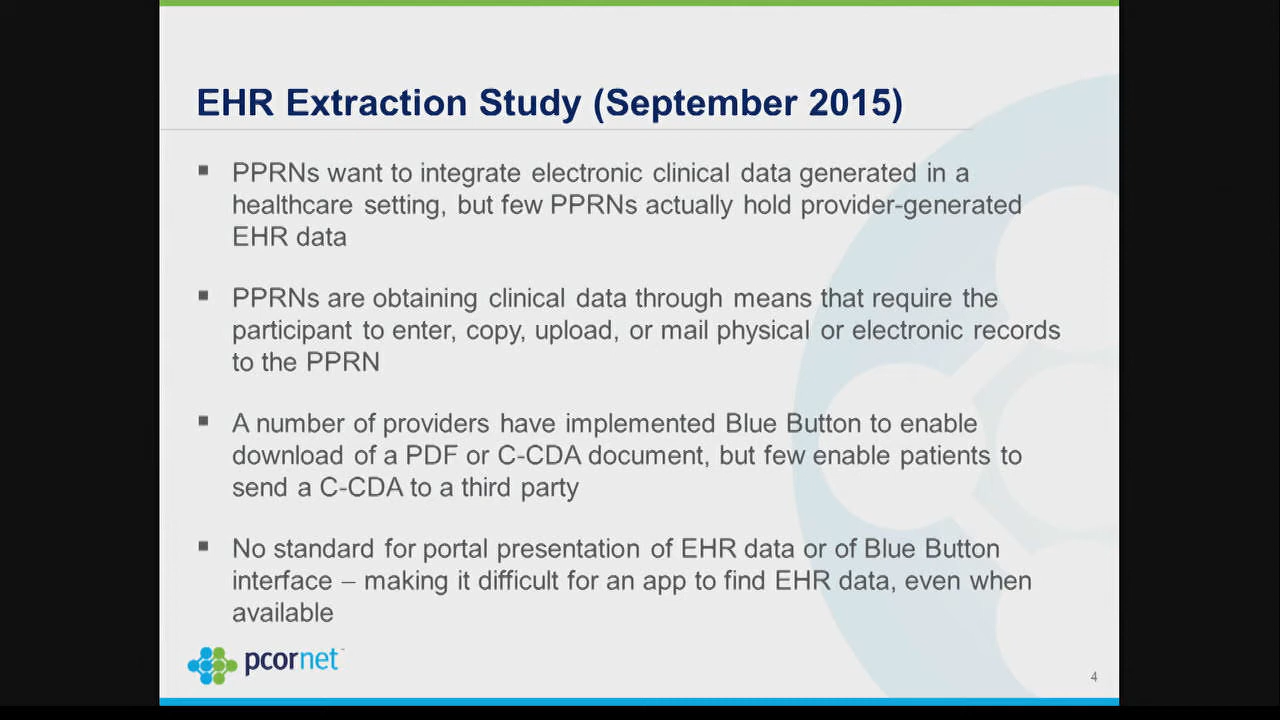 EHR Extraction Study (September 2015)
▪ PPRNs want to integrate electronic clinical data generated in a
healthcare setting, but few PPRNs actually hold provider-generated
EHR data
▪ PPRNs are obtaining clinical data through means that require the
participant to enter, copy, upload, or mail physical or electronic records
to the PPRN
▪ A number of providers have implemented Blue Button to enable
download of a PDF or C-CDA document, but few enable patients to
send a C-CDA to a third party
▪ No standard for portal presentation of EHR data or of Blue Button
interface – making it difficult for an app to find EHR data, even when
available
pcornet
4